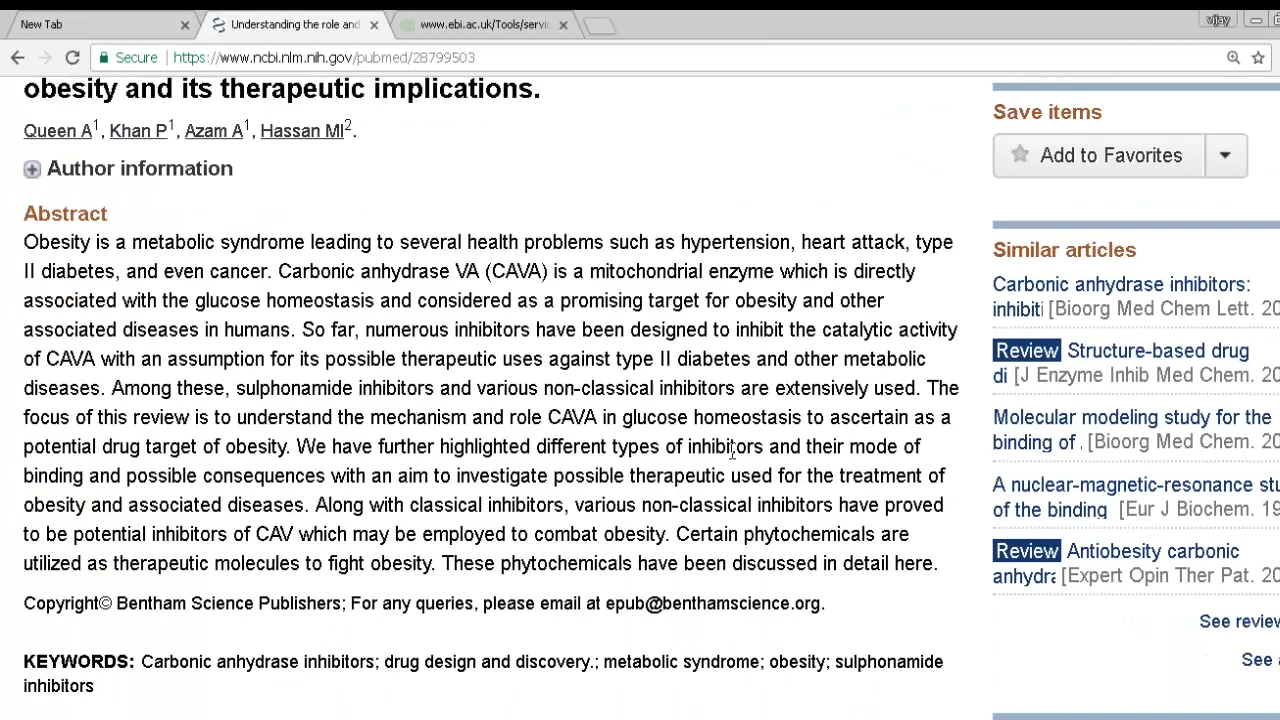 New Tab
Understanding the role and
www.ebi.ac.uk/Tools/servic
vijay
Secure https://www.ncbi.nlm.nih.gov/pubmed/28799503
obesity and its therapeutic implications.
Queen A1, Khan P1, Azam A1, Hassan MI2.
Author information
Abstract
Obesity is a metabolic syndrome leading to several health problems such as hypertension, heart attack, type
II diabetes, and even cancer. Carbonic anhydrase VA (CAVA) is a mitochondrial enzyme which is directly
associated with the glucose homeostasis and considered as a promising target for obesity and other
associated diseases in humans. So far, numerous inhibitors have been designed to inhibit the catalytic activity
of CAVA with an assumption for its possible therapeutic uses against type II diabetes and other metabolic
diseases. Among these, sulphonamide inhibitors and various non-classical inhibitors are extensively used. The
focus of this review is to understand the mechanism and role CAVA in glucose homeostasis to ascertain as a
potential drug target of obesity. We have further highlighted different types of inhibitors and their mode of
binding and possible consequences with an aim to investigate possible therapeutic used for the treatment of
obesity and associated diseases. Along with classical inhibitors, various non-classical inhibitors have proved
to be potential inhibitors of CAV which may be employed to combat obesity. Certain phytochemicals are
utilized as therapeutic molecules to fight obesity. These phytochemicals have been discussed in detail here.
Copyright© Bentham Science Publishers; For any queries, please email at epub@benthamscience.org.
KEYWORDS: Carbonic anhydrase inhibitors; drug design and discovery.; metabolic syndrome; obesity; sulphonamide
inhibitors
Save items
Add to Favorites
Similar articles
Carbonic anhydrase inhibitors:
inhibiti [Bioorg Med Chem Lett. 20
Review Structure-based drug
di [J Enzyme Inhib Med Chem. 20
Molecular modeling study for the
binding of . [Bioorg Med Chem. 20
A nuclear-magnetic-resonance stu
of the binding [Eur J Biochem. 19
Review Antiobesity carbonic
anhydra [Expert Opin Ther Pat. 20
See review
See a